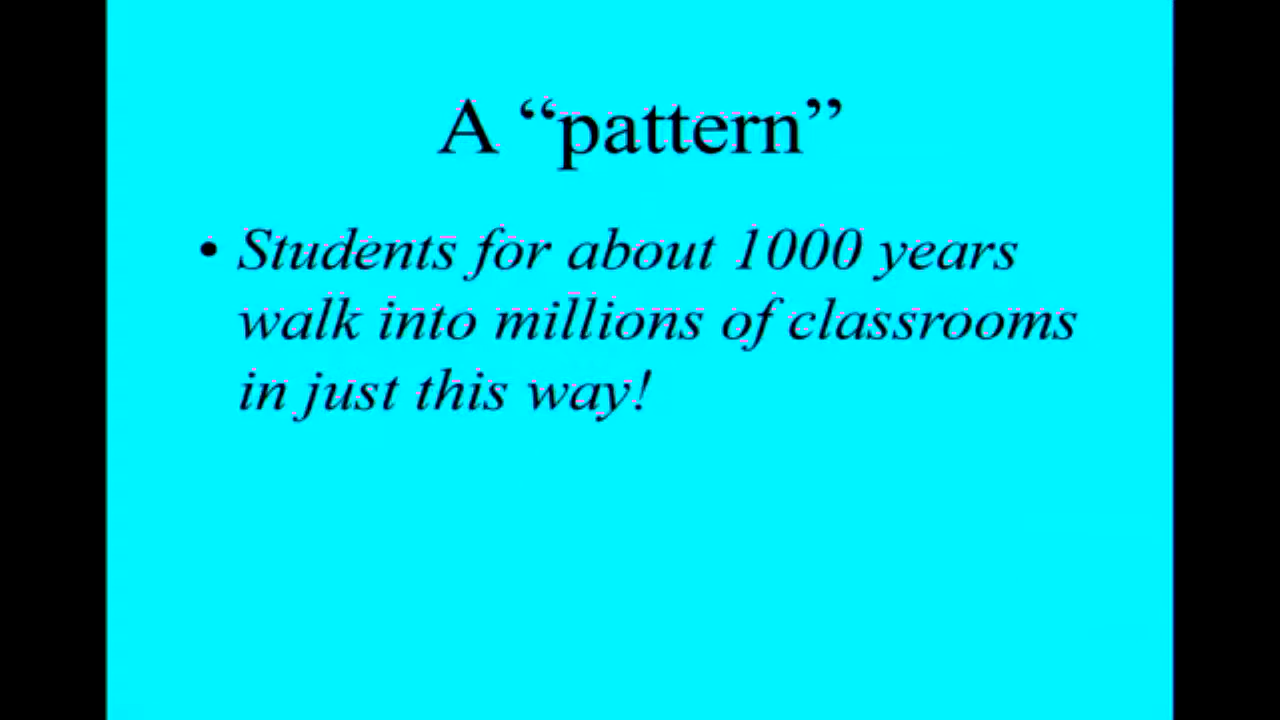 A “pattern”
• Students for about 1000 years
walk into millions of classrooms
in just this way!